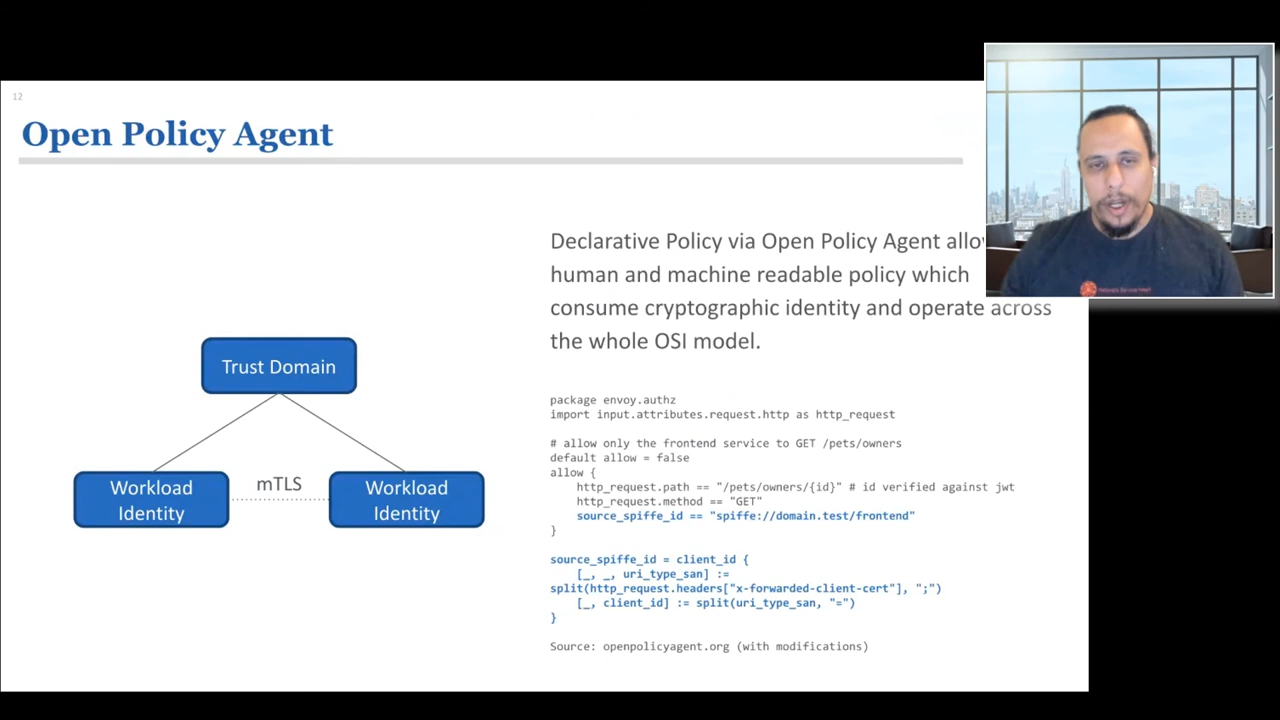 12
Open Policy Agent
Declarative Policy via Open Policy Agent
human and machine readable policy which
consume cryptographic identity and operate across
the whole OSI model.
Trust Domain
Workload
Identity
mTLS
Workload
Identity
package envoy.authz
import input.attributes.request.http as http_request
# allow only the frontend service to GET /pets/owners
default allow = false
allow {
http_request.path == "/pets/owners/{id}" # id verified against jwt
http_request.method == "GET"
source_spiffe_id == "spiffe://domain.test/frontend"
}
source_spiffe_id = client_id {
[_, _, uri_type_san] :=
split(http_request.headers["x-forwarded-client-cert"], ";")
[_, client_id] := split(uri_type_san, "=")
}
Source: openpolicyagent.org (with modifications)